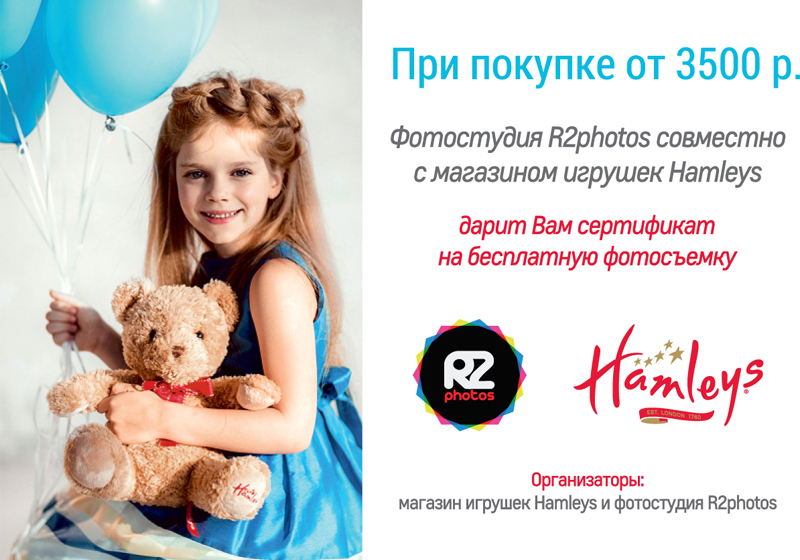 При покупке от 3500 р.
Фотостудия R2photos совместно
с магазином игрушек Hamleys
дарит Вам сертификат
на бесплатную фотосъемку
R2
photos
Hamleys®
EST. LONDON 1760
Hamleys
Организаторы:
магазин игрушек Hamleys и фотостудия R2photos